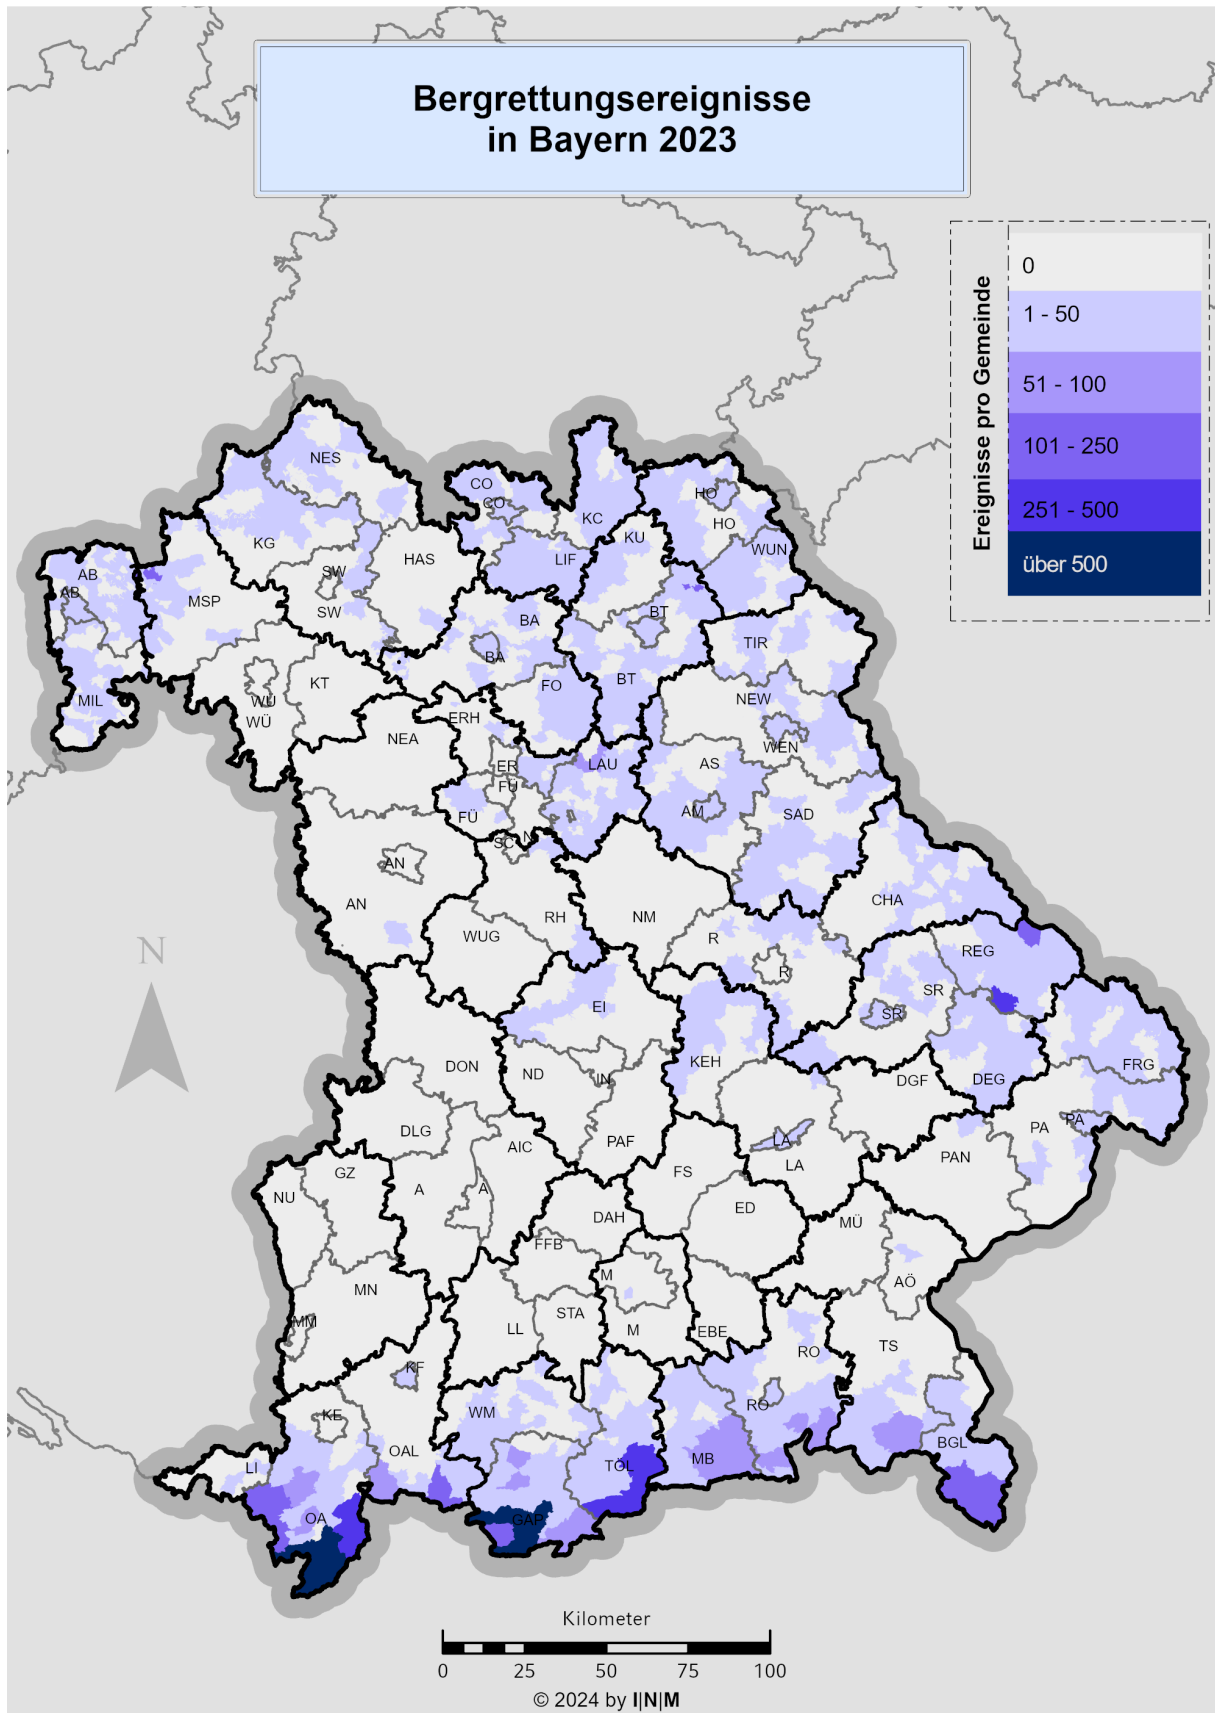 Bergrettungsereignisse
in Bayern 2023
Ereignisse pro Gemeinde
0
1 - 50
51 - 100
101 - 250
251 - 500
über 500
NES
CO
CO
HO
KC
HO
KG
HAS
LIF
KU
WUN
AB
AB
SW
MSP
SW
BA
BT
BA
TIR
KT
FO
BT
MIL
WÜ
WÜ
ERH
NEW
NEA
WEN
ER
LAU
AS
FÜ
FÜ
AM
SAD
N
SC
AN
AN
CHA
RH
NM
WUG
R
REG
R
N
SR
EI
SR
KEH
DON
ND
IN
DGF
DEG
FRG
DLG
AIC
PAF
LA
PA
PA
GZ
FS
LA
PAN
NU
A
A
DAH
ED
MÜ
FFB
M
AÖ
MN
STA
MM
LL
M
EBE
RO
TS
KF
KE
WM
RO
OAL
BGL
LI
TÖL
MB
OA
GAP
Kilometer
0 25 50 75 100
© 2024 by I|N|M